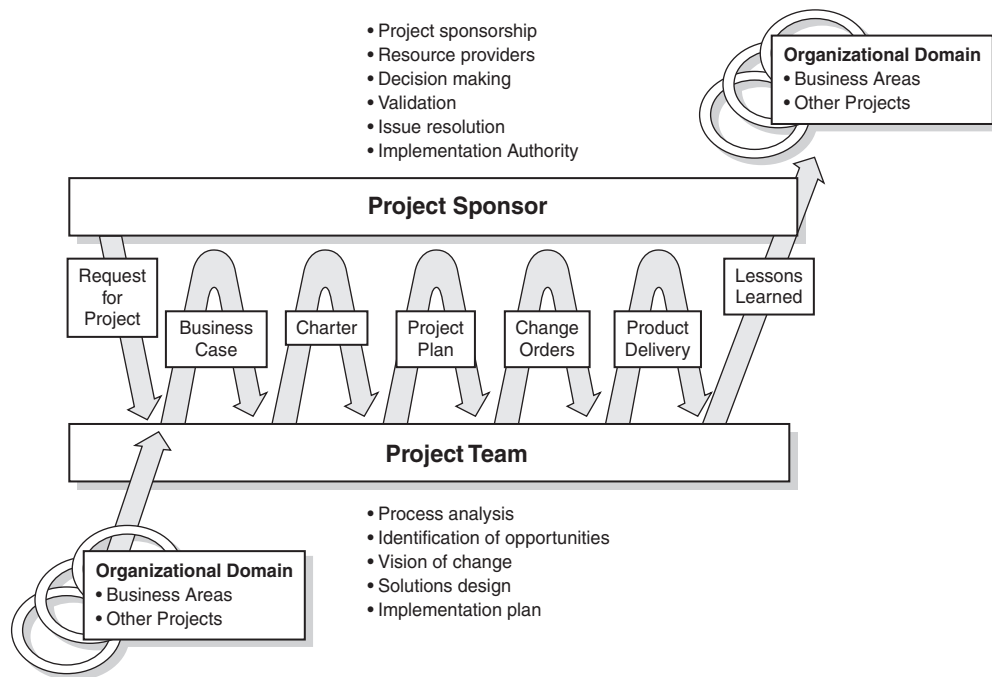 • Project sponsorship
• Resource providers
• Decision making
• Validation
• Issue resolution
• Implementation Authority
Organizational Domain
• Business Areas
• Other Projects
Project Sponsor
Request
for
Project
Business
Case
Charter
Project
Plan
Change
Orders
Product
Delivery
Lessons
Learned
Project Team
• Process analysis
• Identification of opportunities
• Vision of change
• Solutions design
• Implementation plan
Organizational Domain
• Business Areas
• Other Projects